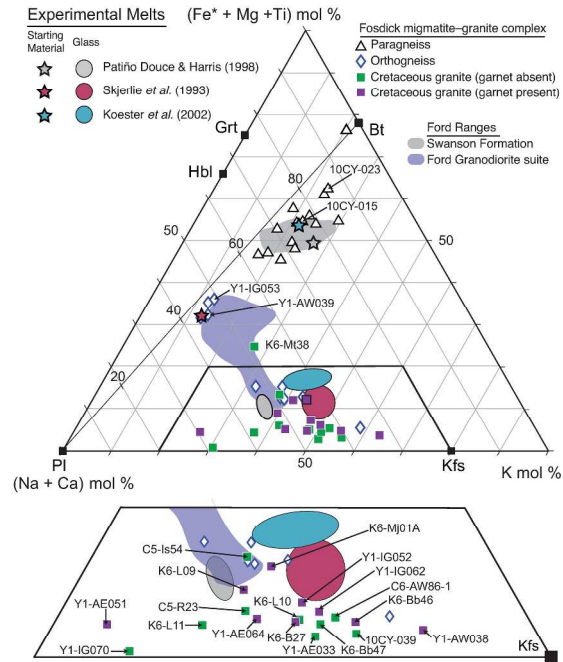 Experimental Melts
Starting Material
Glass
Patiño Douce & Harris (1998)
Skjerlie et al. (1993)
Koester et al. (2002)
(Fe* + Mg +Ti) mol %
Fosdick migmatite–granite complex
Paragneiss
Orthogneiss
Cretaceous granite (garnet absent)
Cretaceous granite (garnet present)
Ford Ranges
Swanson Formation
Ford Granodiorite suite
Grt
Bt
Hbl
10CY-023
80
10CY-015
50
60
50
Y1-IG053
40
Y1-AW039
K6-Mt38
20
Pl
50
Kfs
(Na + Ca) mol %
K mol %
K6-Mj01A
C5-Is54
Y1-IG052
K6-L09
Y1-IG062
C6-AW86-1
K6-Bb46
Y1-AE051
C5-R23
K6-L10
K6-L11
Y1-AE064
K6-B27
K6-Bb47
10CY-039
Y1-AW038
Y1-IG070
Y1-AE033
Kfs